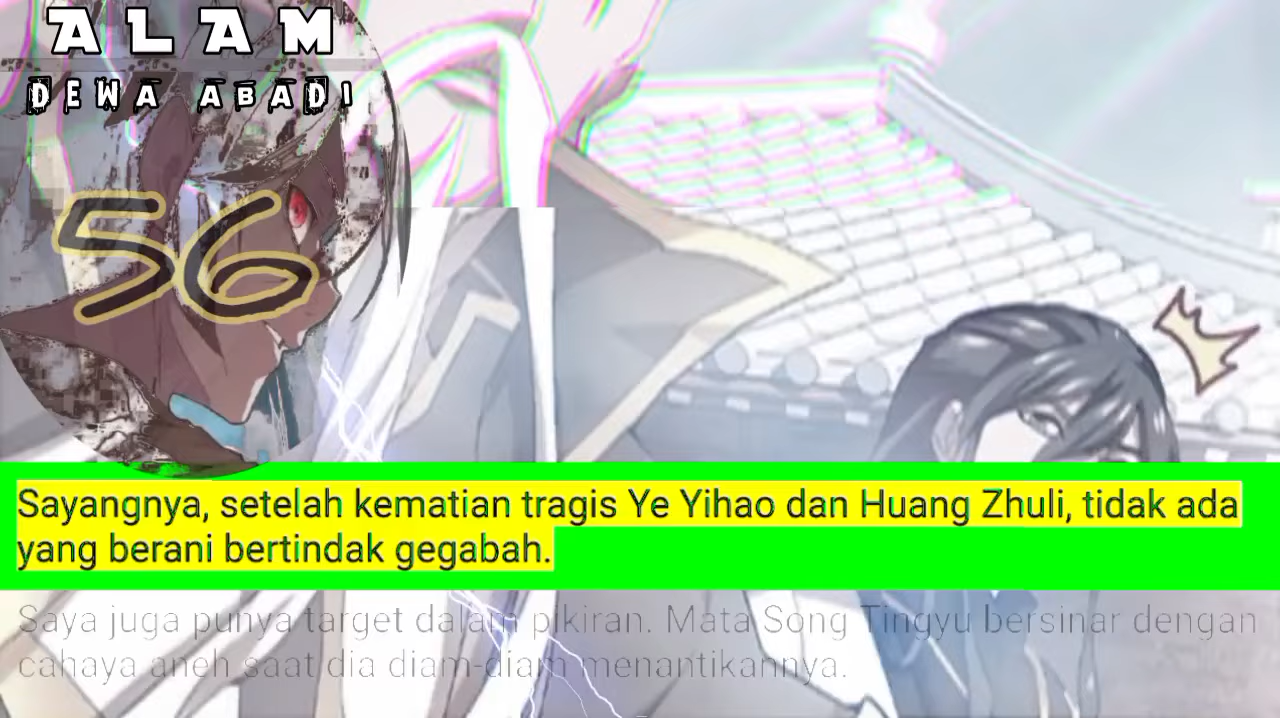 ALAM
DEWA ABADI
56
Sayangnya, setelah kematian tragis Ye Yihao dan Huang Zhuli, tidak ada
yang berani bertindak gegabah.
Saya juga punya target dalam pikiran. Mata Song Tingyu bersinar dengan
cahaya aneh saat dia diam-diam menantikannya.